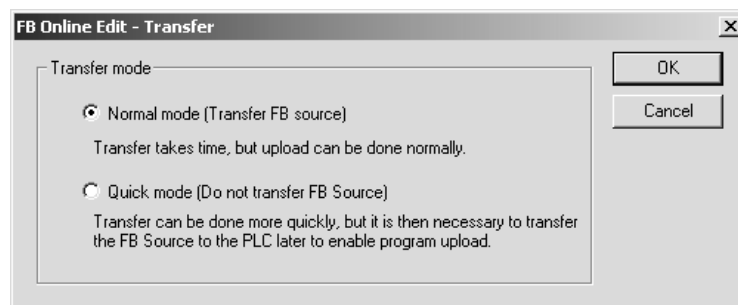 FB Online Edit - Transfer
Transfer mode
OK
Normal mode (Transfer FB source)
Cancel
Transfer takes time, but upload can be done normally.
Quick mode (Do not transfer FB Source)
Transfer can be done more quickly, but it is then necessary to transfer
the FB Source to the PLC later to enable program upload.